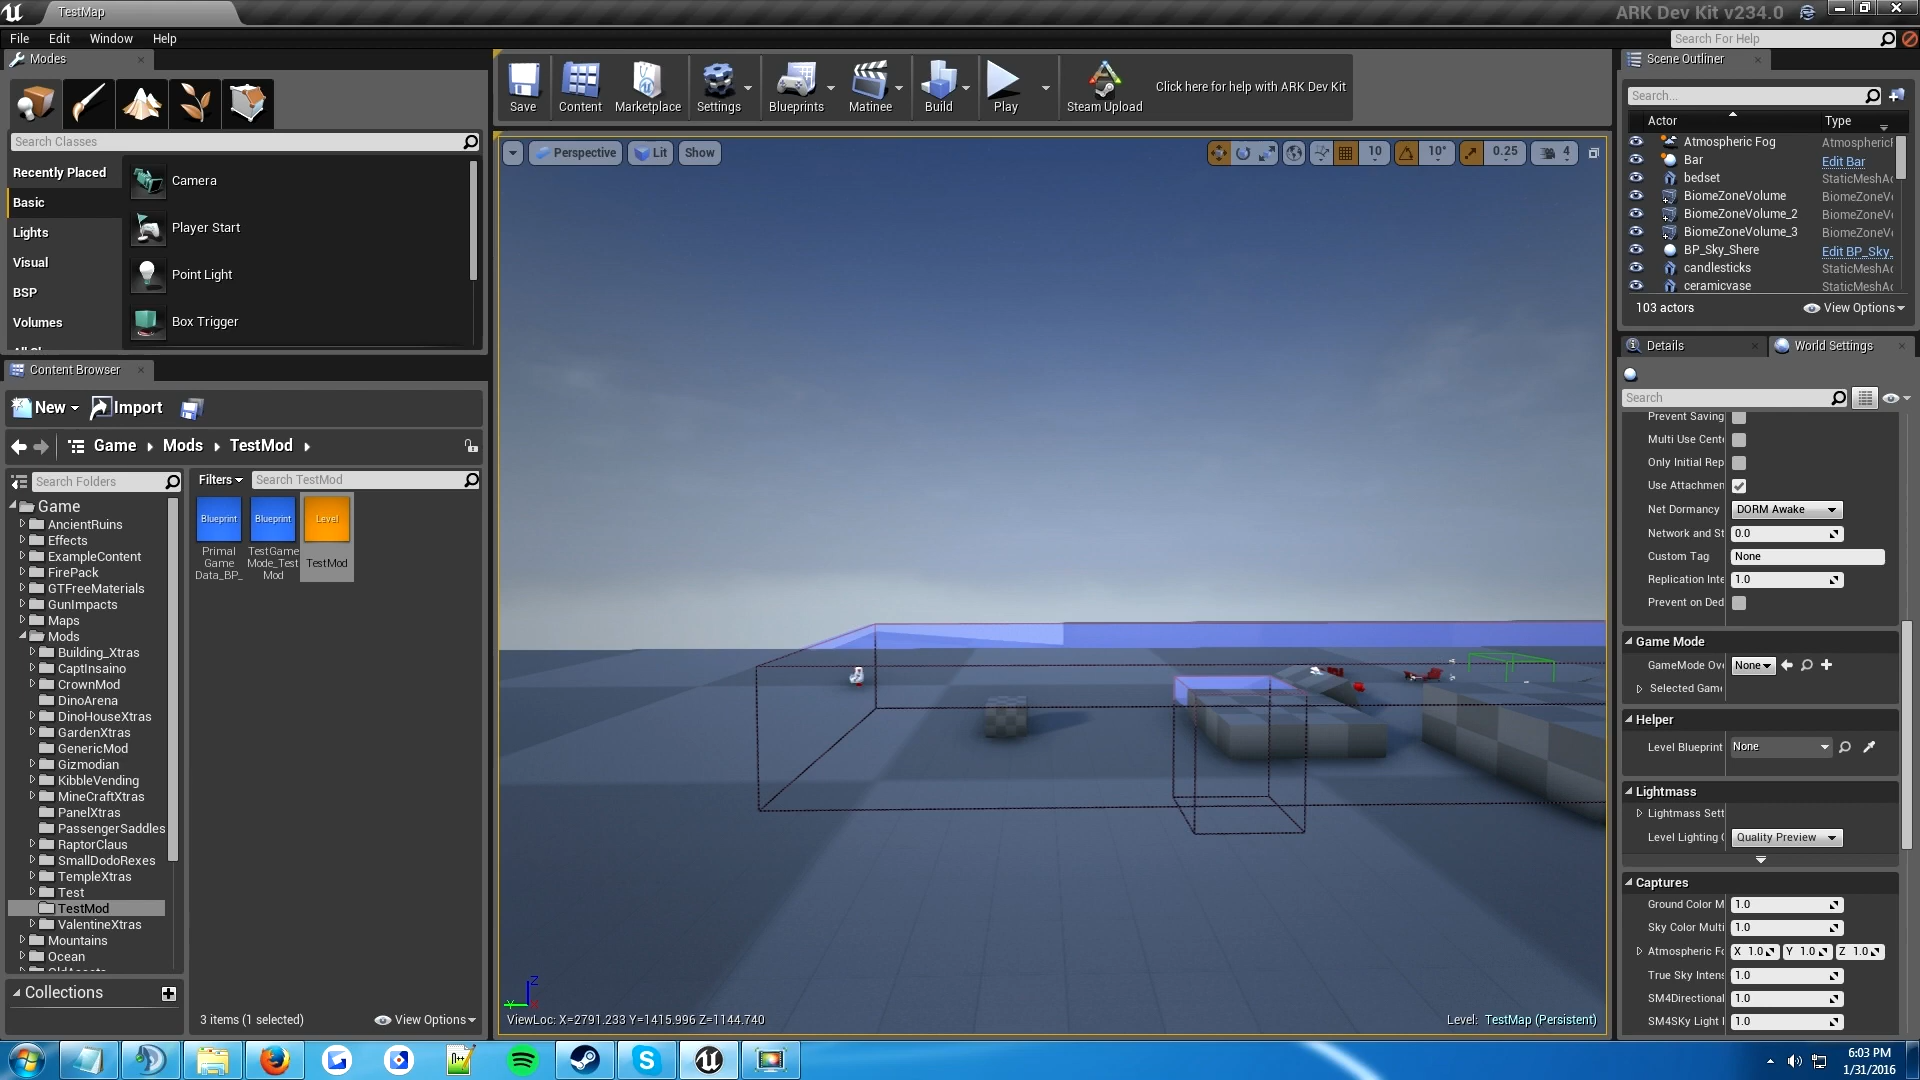 TestMap
ARK Dev Kit v234.0
File Edit Window Help
Search For Help
Modes
Save
Content
Marketplace
Settings
Blueprints
Matinee
Build
Play
Steam Upload
Click here for help with ARK Dev Kit
Search Classes
Recently Placed
Basic
Lights
Visual
BSP
Volumes
Camera
Player Start
Point Light
Box Trigger
Perspective Lit Show
10 10° 0.25 4
Scene Outliner
Search...
Actor Type
Atmospheric Fog Atmospheric
Bar Edit Bar
bedset StaticMeshAc
BiomeZoneVolume BiomeZoneV
BiomeZoneVolume_2 BiomeZoneV
BiomeZoneVolume_3 BiomeZoneV
BP_Sky_Shere Edit BP_Sky_
candlesticks StaticMeshAc
ceramicvase StaticMeshAc
103 actors View Options
Content Browser
New Import
Game Mods TestMod
Search Folders
Filters Search TestMod
Game
AncientRuins
Effects
ExampleContent
FirePack
GTFreeMaterials
GunImpacts
Maps
Mods
Building_Xtras
CaptInsaino
CrownMod
DinoArena
DinoHouseXtras
GardenXtras
GenericMod
Gizmodian
KibbleVending
MineCraftXtras
PanelXtras
PassengerSaddles
RaptorClaus
SmallDodoRexes
TempleXtras
Test
TestMod
ValentineXtras
Mountains
Ocean
Collections
Blueprint
Primal
Game
Data_BP_
Blueprint
TestGame
Mode_Test
Mod
Level
TestMod
3 items (1 selected) View Options
ViewLoc: X=2791.233 Y=1415.996 Z=1144.740
Level: TestMap (Persistent)
Details World Settings
Search
Prevent Saving
Multi Use Cent
Only Initial Rep
Use Attachmen
Net Dormancy DORM Awake
Network and St 0.0
Custom Tag None
Replication Inte 1.0
Prevent on Ded
Game Mode
GameMode Ov None
Selected Game
Helper
Level Blueprint None
Lightmass
Lightmass Sett
Level Lighting Quality Preview
Captures
Ground Color M 1.0
Sky Color Multi 1.0
Atmospheric Fo X 1.0 Y 1.0 Z 1.0
True Sky Intens 1.0
SM4Directional 1.0
SM4SKy Light I 1.0
6:03 PM
1/31/2016